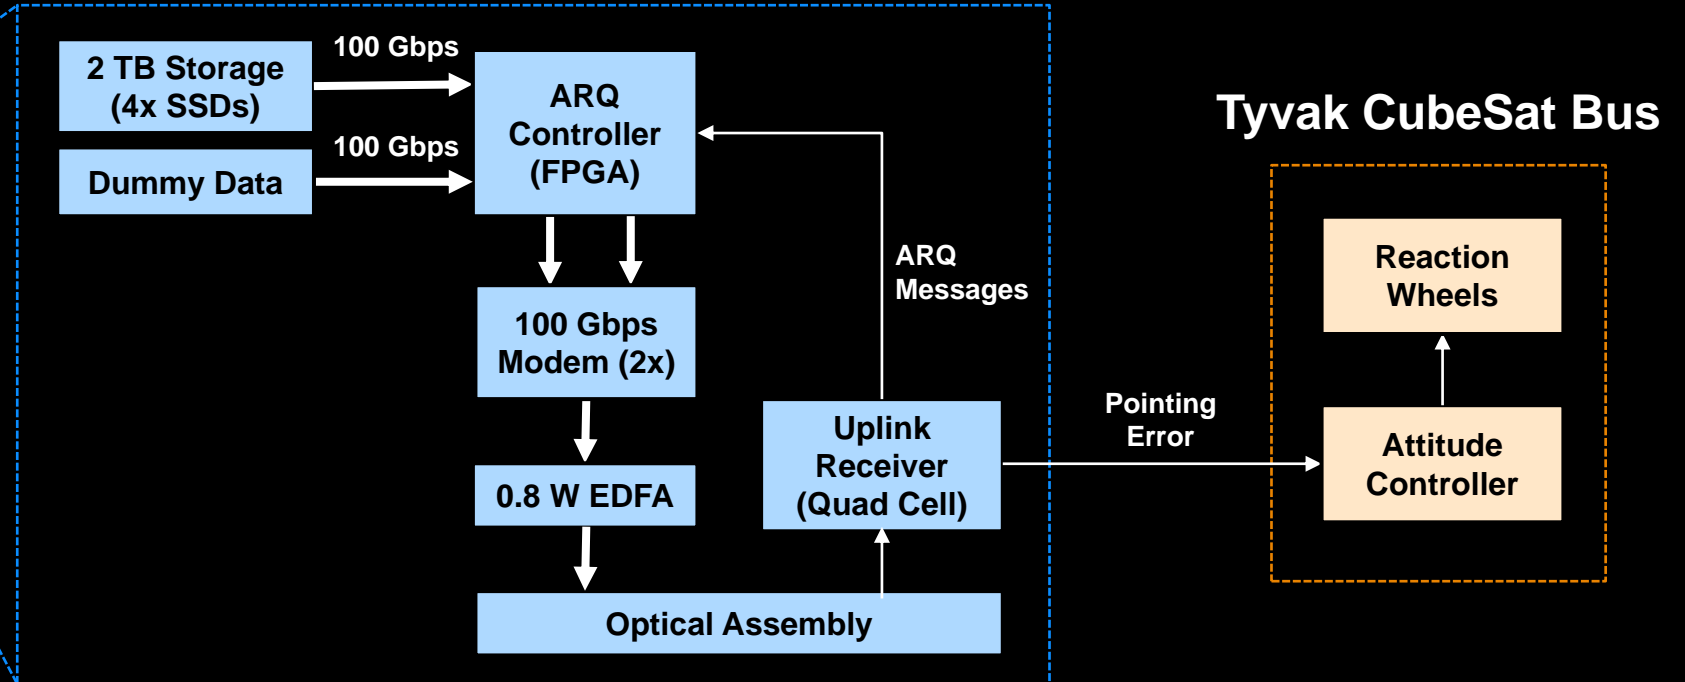 2 TB Storage
(4x SSDs)
100 Gbps
Dummy Data
100 Gbps
ARQ
Controller
(FPGA)
100 Gbps
Modem (2x)
0.8 W EDFA
Optical Assembly
Uplink
Receiver
(Quad Cell)
ARQ
Messages
Pointing
Error
Tyvak CubeSat Bus
Reaction
Wheels
Attitude
Controller